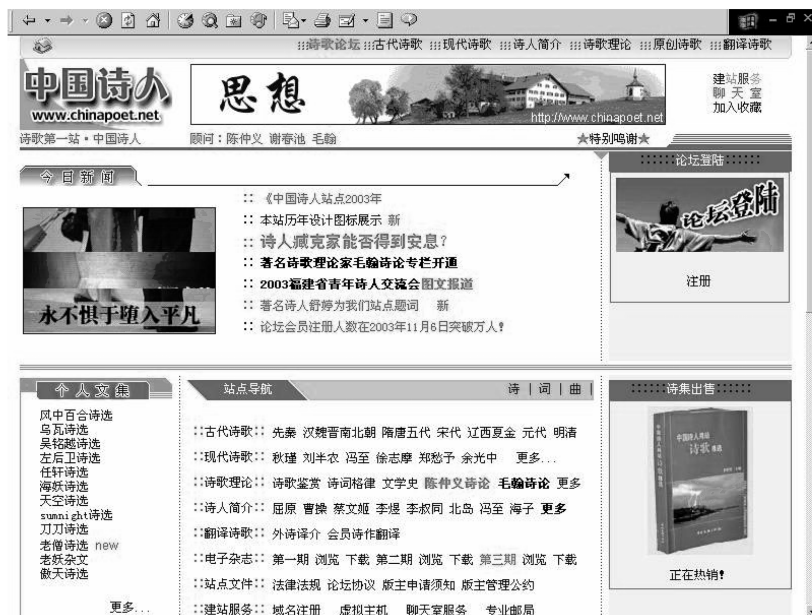 :::诗歌论坛 :::古代诗歌 :::现代诗歌 :::诗人简介 :::诗歌理论 :::原创诗歌 :::翻译诗歌
中国诗人
www.chinapoet.net
思想
http://www.chinapoet.net
建站服务
聊天室
加入收藏
诗歌第一站·中国诗人
顾问:陈仲义 谢春池 毛翰
★特别鸣谢★
今日新闻
永不惧于堕入平凡
:: 《中国诗人站点2003年
:: 本站历年设计图标展示 新
:: 诗人臧克家能否得到安息?
:: 著名诗歌理论家毛翰诗论专栏开通
:: 2003福建省青年诗人交流会图文报道
:: 著名诗人舒婷为我们站点题词 新
:: 论坛会员注册人数在2003年11月6日突破万人!
::::::论坛登陆::::::
论坛登陆
注册
个人文集
风中百合诗选
乌瓦诗选
吴铭越诗选
左后卫诗选
任轩诗选
海妖诗选
天空诗选
sumnight诗选
刀刀诗选
老僧诗选 new
老妖杂文
傲天诗选
更多...
站点导航
诗 | 词 | 曲 |
::古代诗歌:: 先秦 汉魏晋南北朝 隋唐五代 宋代 辽西夏金 元代 明清
::现代诗歌:: 秋瑾 刘半农 冯至 徐志摩 郑愁予 余光中 更多...
::诗歌理论:: 诗歌鉴赏 诗词格律 文学史 陈仲义诗论 毛翰诗论 更多
::诗人简介:: 屈原 曹操 蔡文姬 李煜 李叔同 北岛 冯至 海子 更多
::翻译诗歌:: 外诗译介 会员诗作翻译
::电子杂志:: 第一期 浏览 下载 第二期 浏览 下载 第三期 浏览 下载
::站点文件:: 法律法规 论坛协议 版主申请须知 版主管理公约
::建站服务:: 域名注册 虚拟主机 聊天室服务 专业邮局
::::::诗集出售::::::
中国诗人网站
诗歌
正在热销!